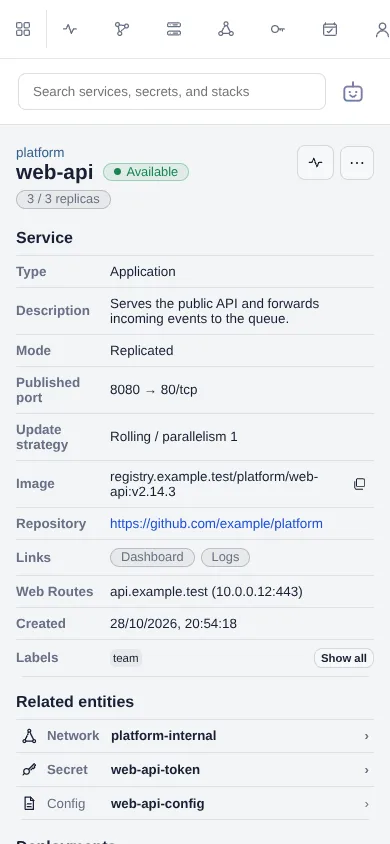 Search services, secrets, and stacks
platform
web-api Available
3 / 3 replicas
Service
Type Application
Description Serves the public API and forwards
incoming events to the queue.
Mode Replicated
Published
port 8080 → 80/tcp
Update
strategy Rolling / parallelism 1
Image registry.example.test/platform/web-
api:v2.14.3
Repository https://github.com/example/platform
Links Dashboard Logs
Web Routes api.example.test (10.0.0.12:443)
Created 28/10/2026, 20:54:18
Labels team Show all
Related entities
Network platform-internal
Secret web-api-token
Config web-api-config